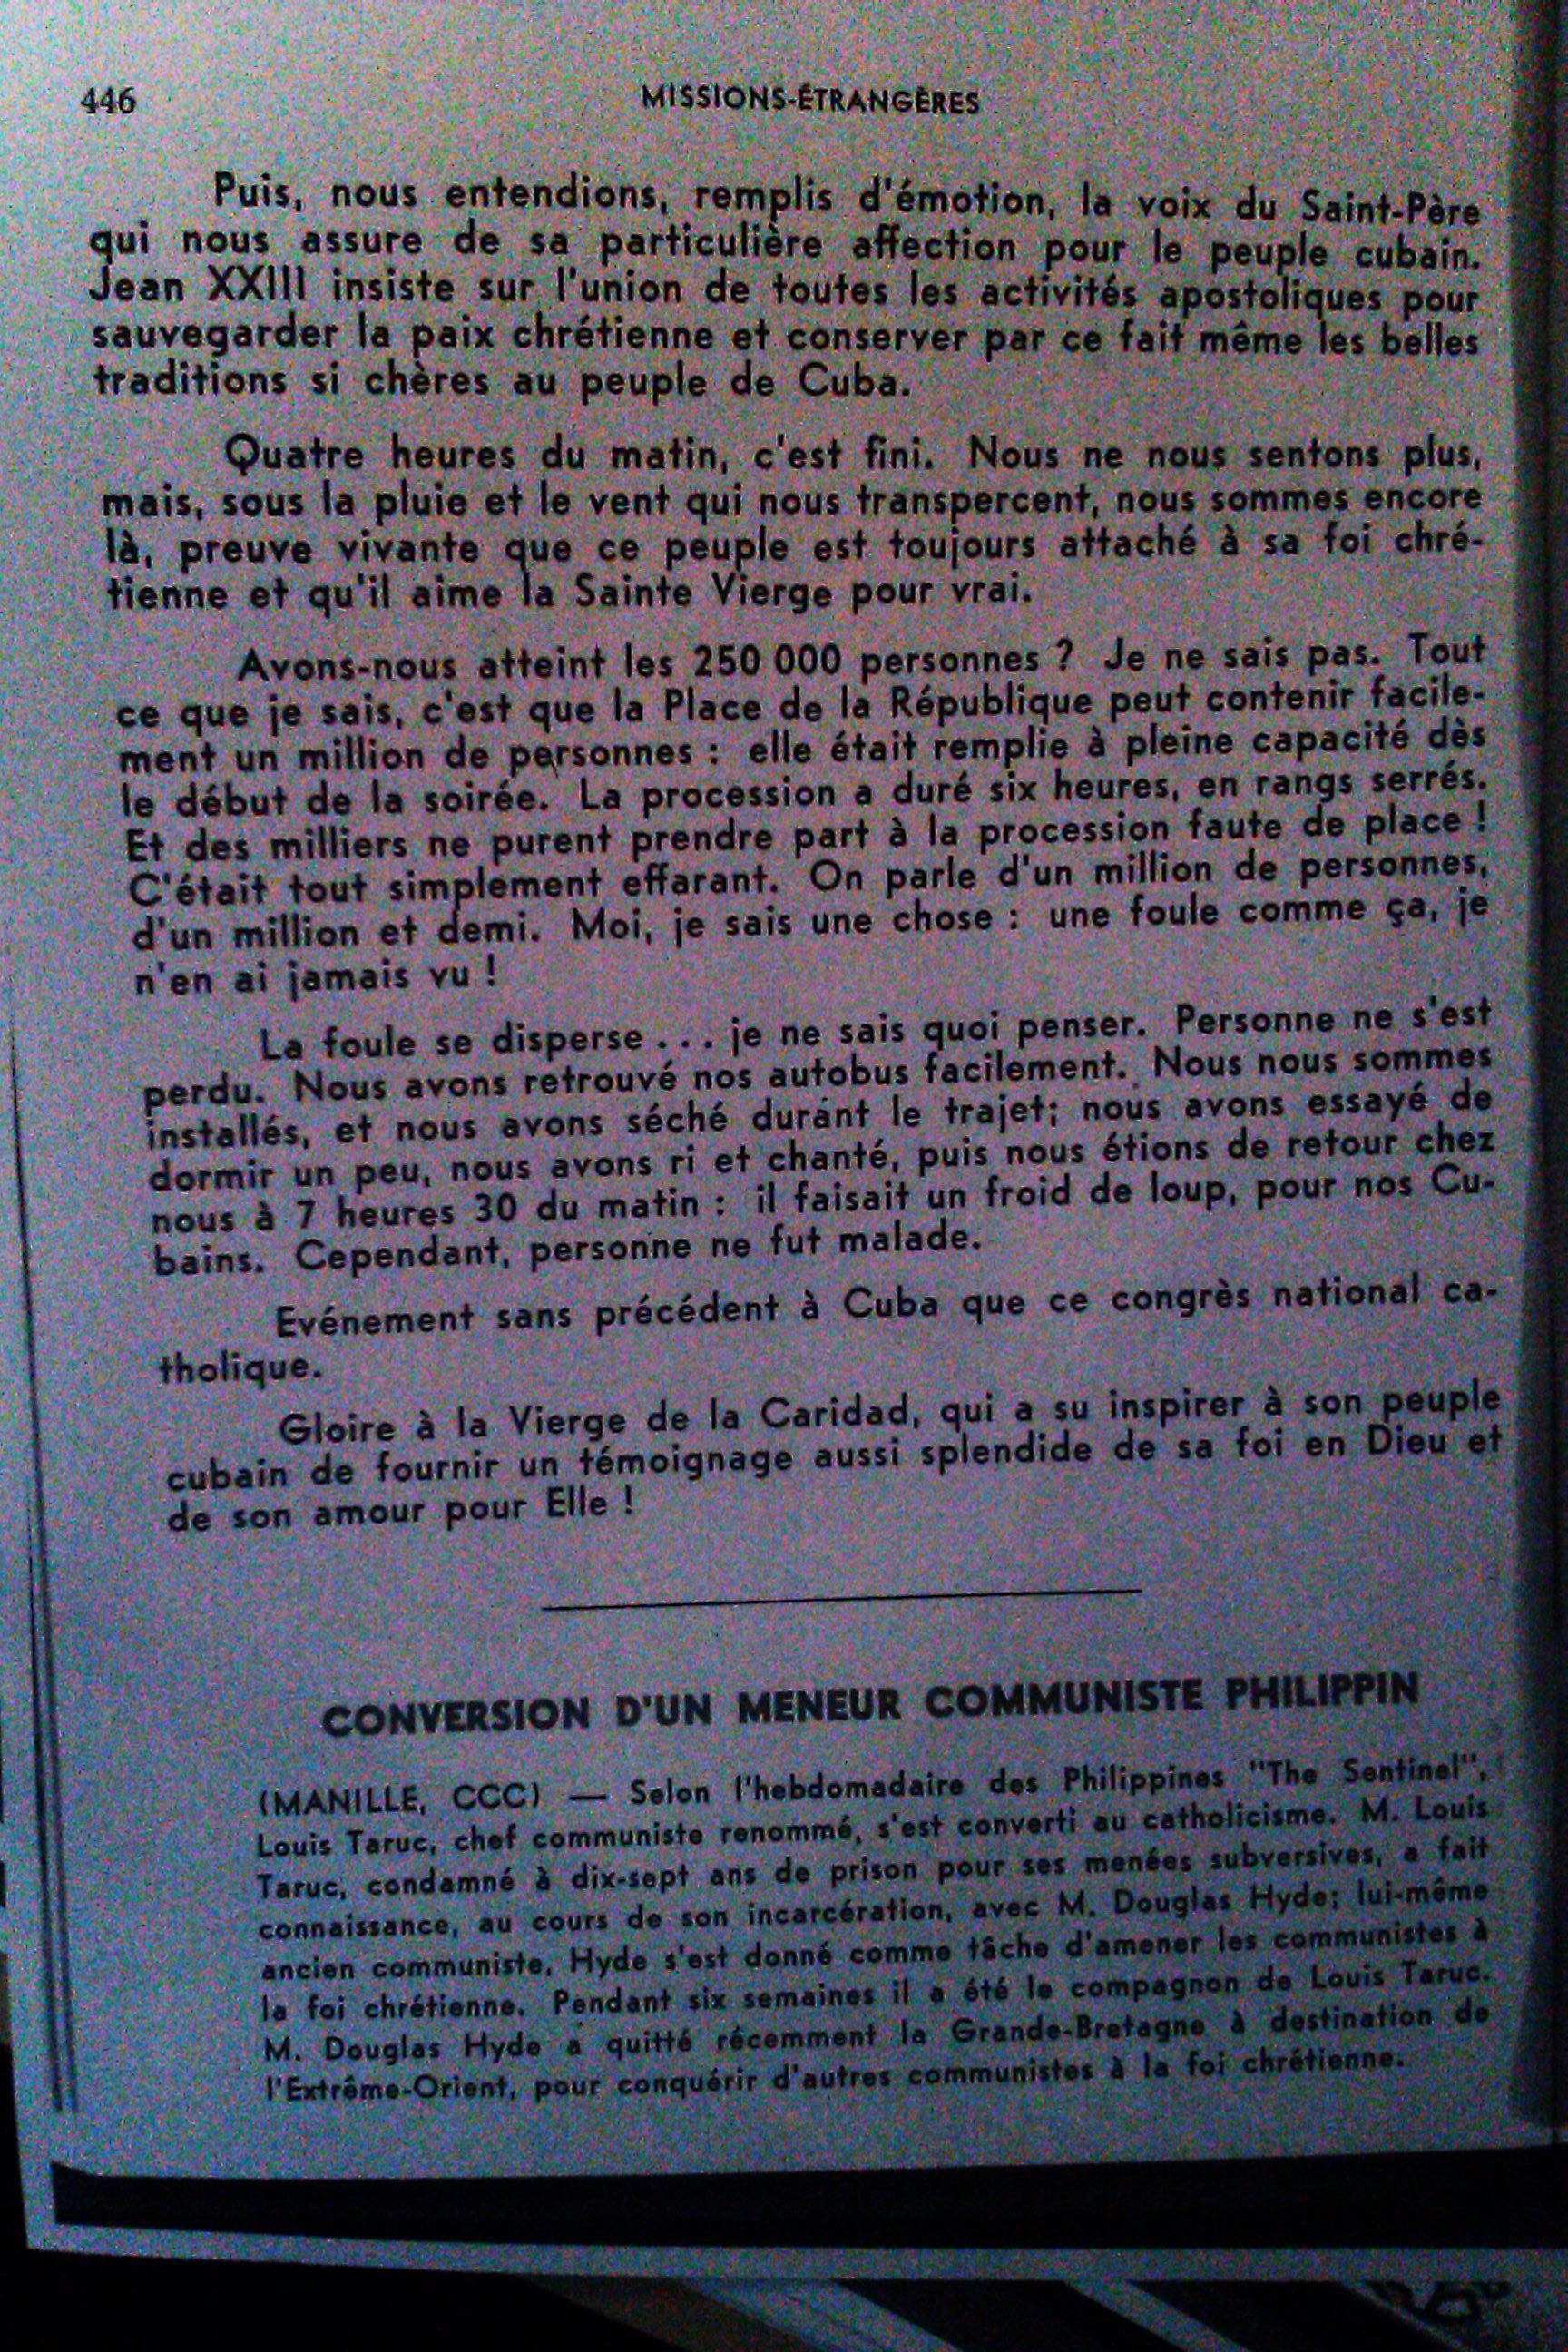 446
MISSIONS-ÉTRANGÈRES
Puis, nous entendions, remplis d'émotion, la voix du Saint-Père
qui nous assure de sa particulière affection pour le peuple cubain.
Jean XXIII insiste sur l'union de toutes les activités apostoliques pour
sauvegarder la paix chrétienne et conserver par ce fait même les belles
traditions si chères au peuple de Cuba.
Quatre heures du matin, c'est fini. Nous ne nous sentons plus,
mais, sous la pluie et le vent qui nous transpercent, nous sommes encore
là, preuve vivante que ce peuple est toujours attaché à sa foi chré-
tienne et qu'il aime la Sainte Vierge pour vrai.
Avons-nous atteint les 250 000 personnes ? Je ne sais pas. Tout
ce que je sais, c'est que la Place de la République peut contenir facile-
ment un million de personnes : elle était remplie à pleine capacité dès
le début de la soirée. La procession a duré six heures, en rangs serrés.
Et des milliers ne purent prendre part à la procession faute de place !
C'était tout simplement effarant. On parle d'un million de personnes,
d'un million et demi. Moi, je sais une chose : une foule comme ça, je
n'en ai jamais vu !
La foule se disperse . . . je ne sais quoi penser. Personne ne s'est
perdu. Nous avons retrouvé nos autobus facilement. Nous nous sommes
installés, et nous avons séché durant le trajet; nous avons essayé de
dormir un peu, nous avons ri et chanté, puis nous étions de retour chez
nous à 7 heures 30 du matin : il faisait un froid de loup, pour nos Cu-
bains. Cependant, personne ne fut malade.
Evénement sans précédent à Cuba que ce congrès national ca-
tholique.
Gloire à la Vierge de la Caridad, qui a su inspirer à son peuple
cubain de fournir un témoignage aussi splendide de sa foi en Dieu et
de son amour pour Elle !
CONVERSION D'UN MENEUR COMMUNISTE PHILIPPIN
(MANILLE, CCC) — Selon l'hebdomadaire des Philippines "The Sentinel",
Louis Taruc, chef communiste renommé, s'est converti au catholicisme. M. Louis
Taruc, condamné à dix-sept ans de prison pour ses menées subversives, a fait
connaissance, au cours de son incarcération, avec M. Douglas Hyde; lui-même
ancien communiste, Hyde s'est donné comme tâche d'amener les communistes à
la foi chrétienne. Pendant six semaines il a été le compagnon de Louis Taruc.
M. Douglas Hyde a quitté récemment la Grande-Bretagne à destination de
l'Extrême-Orient, pour conquérir d'autres communistes à la foi chrétienne.